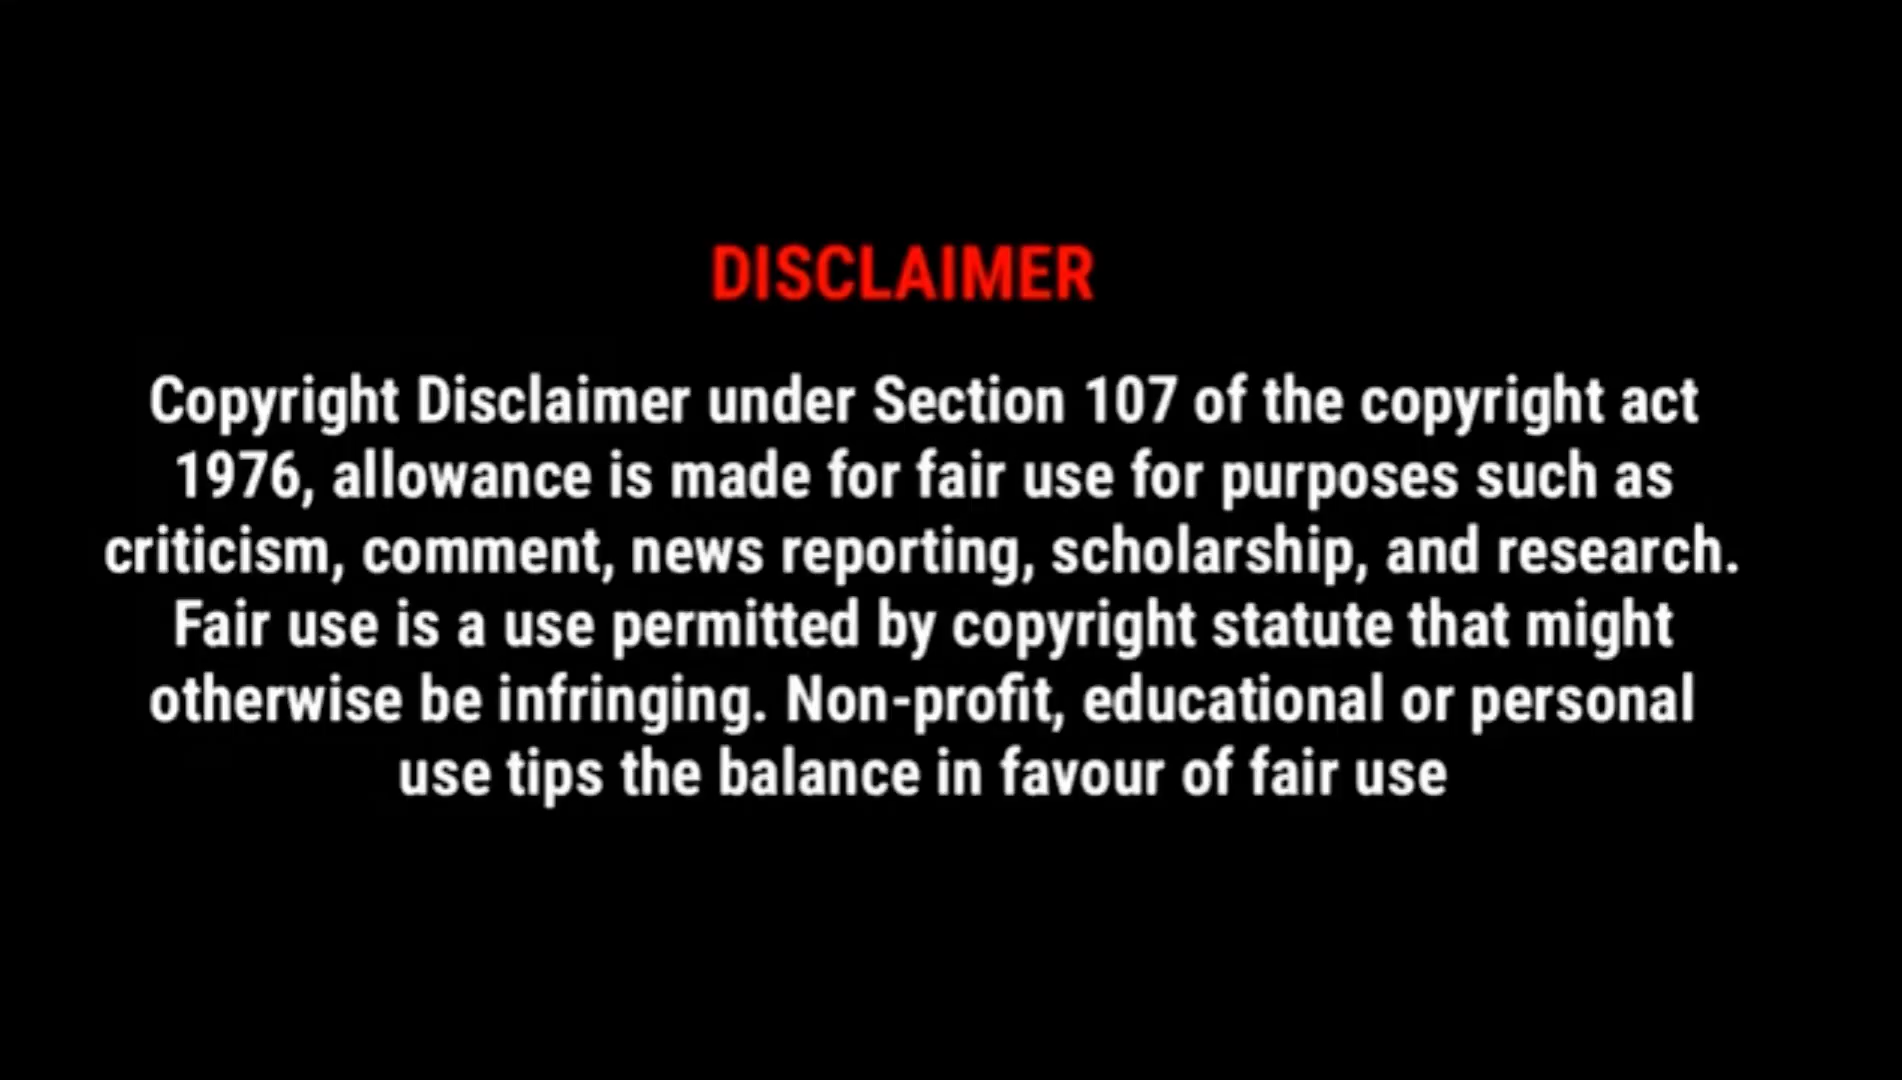 DISCLAIMER
Copyright Disclaimer under Section 107 of the copyright act
1976, allowance is made for fair use for purposes such as
criticism, comment, news reporting, scholarship, and research.
Fair use is a use permitted by copyright statute that might
otherwise be infringing. Non-profit, educational or personal
use tips the balance in favour of fair use